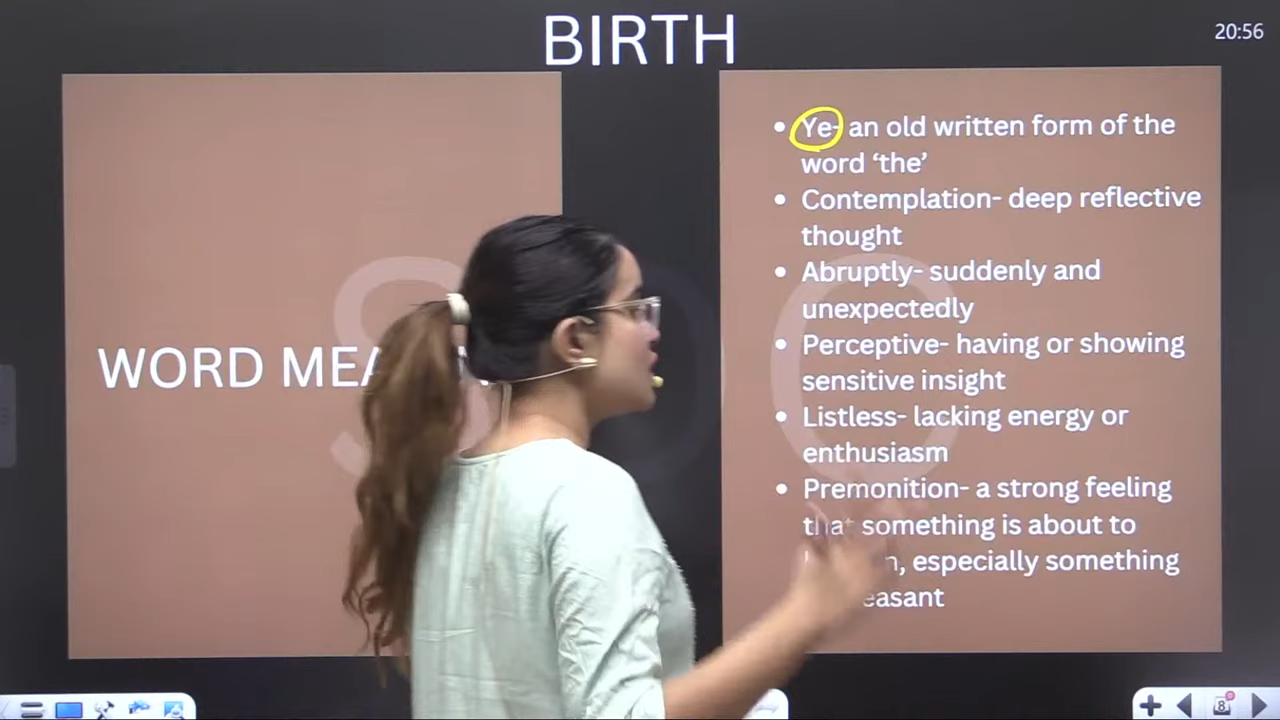 BIRTH
20:56
WORD
• Ye- an old written form of the
word ‘the’
• Contemplation- deep reflective
thought
• Abruptly- suddenly and
unexpectedly
• Perceptive- having or showing
sensitive insight
• Listless- lacking energy or
enthusiasm
• Premonition- a strong feeling
that something is about to
especially something
8